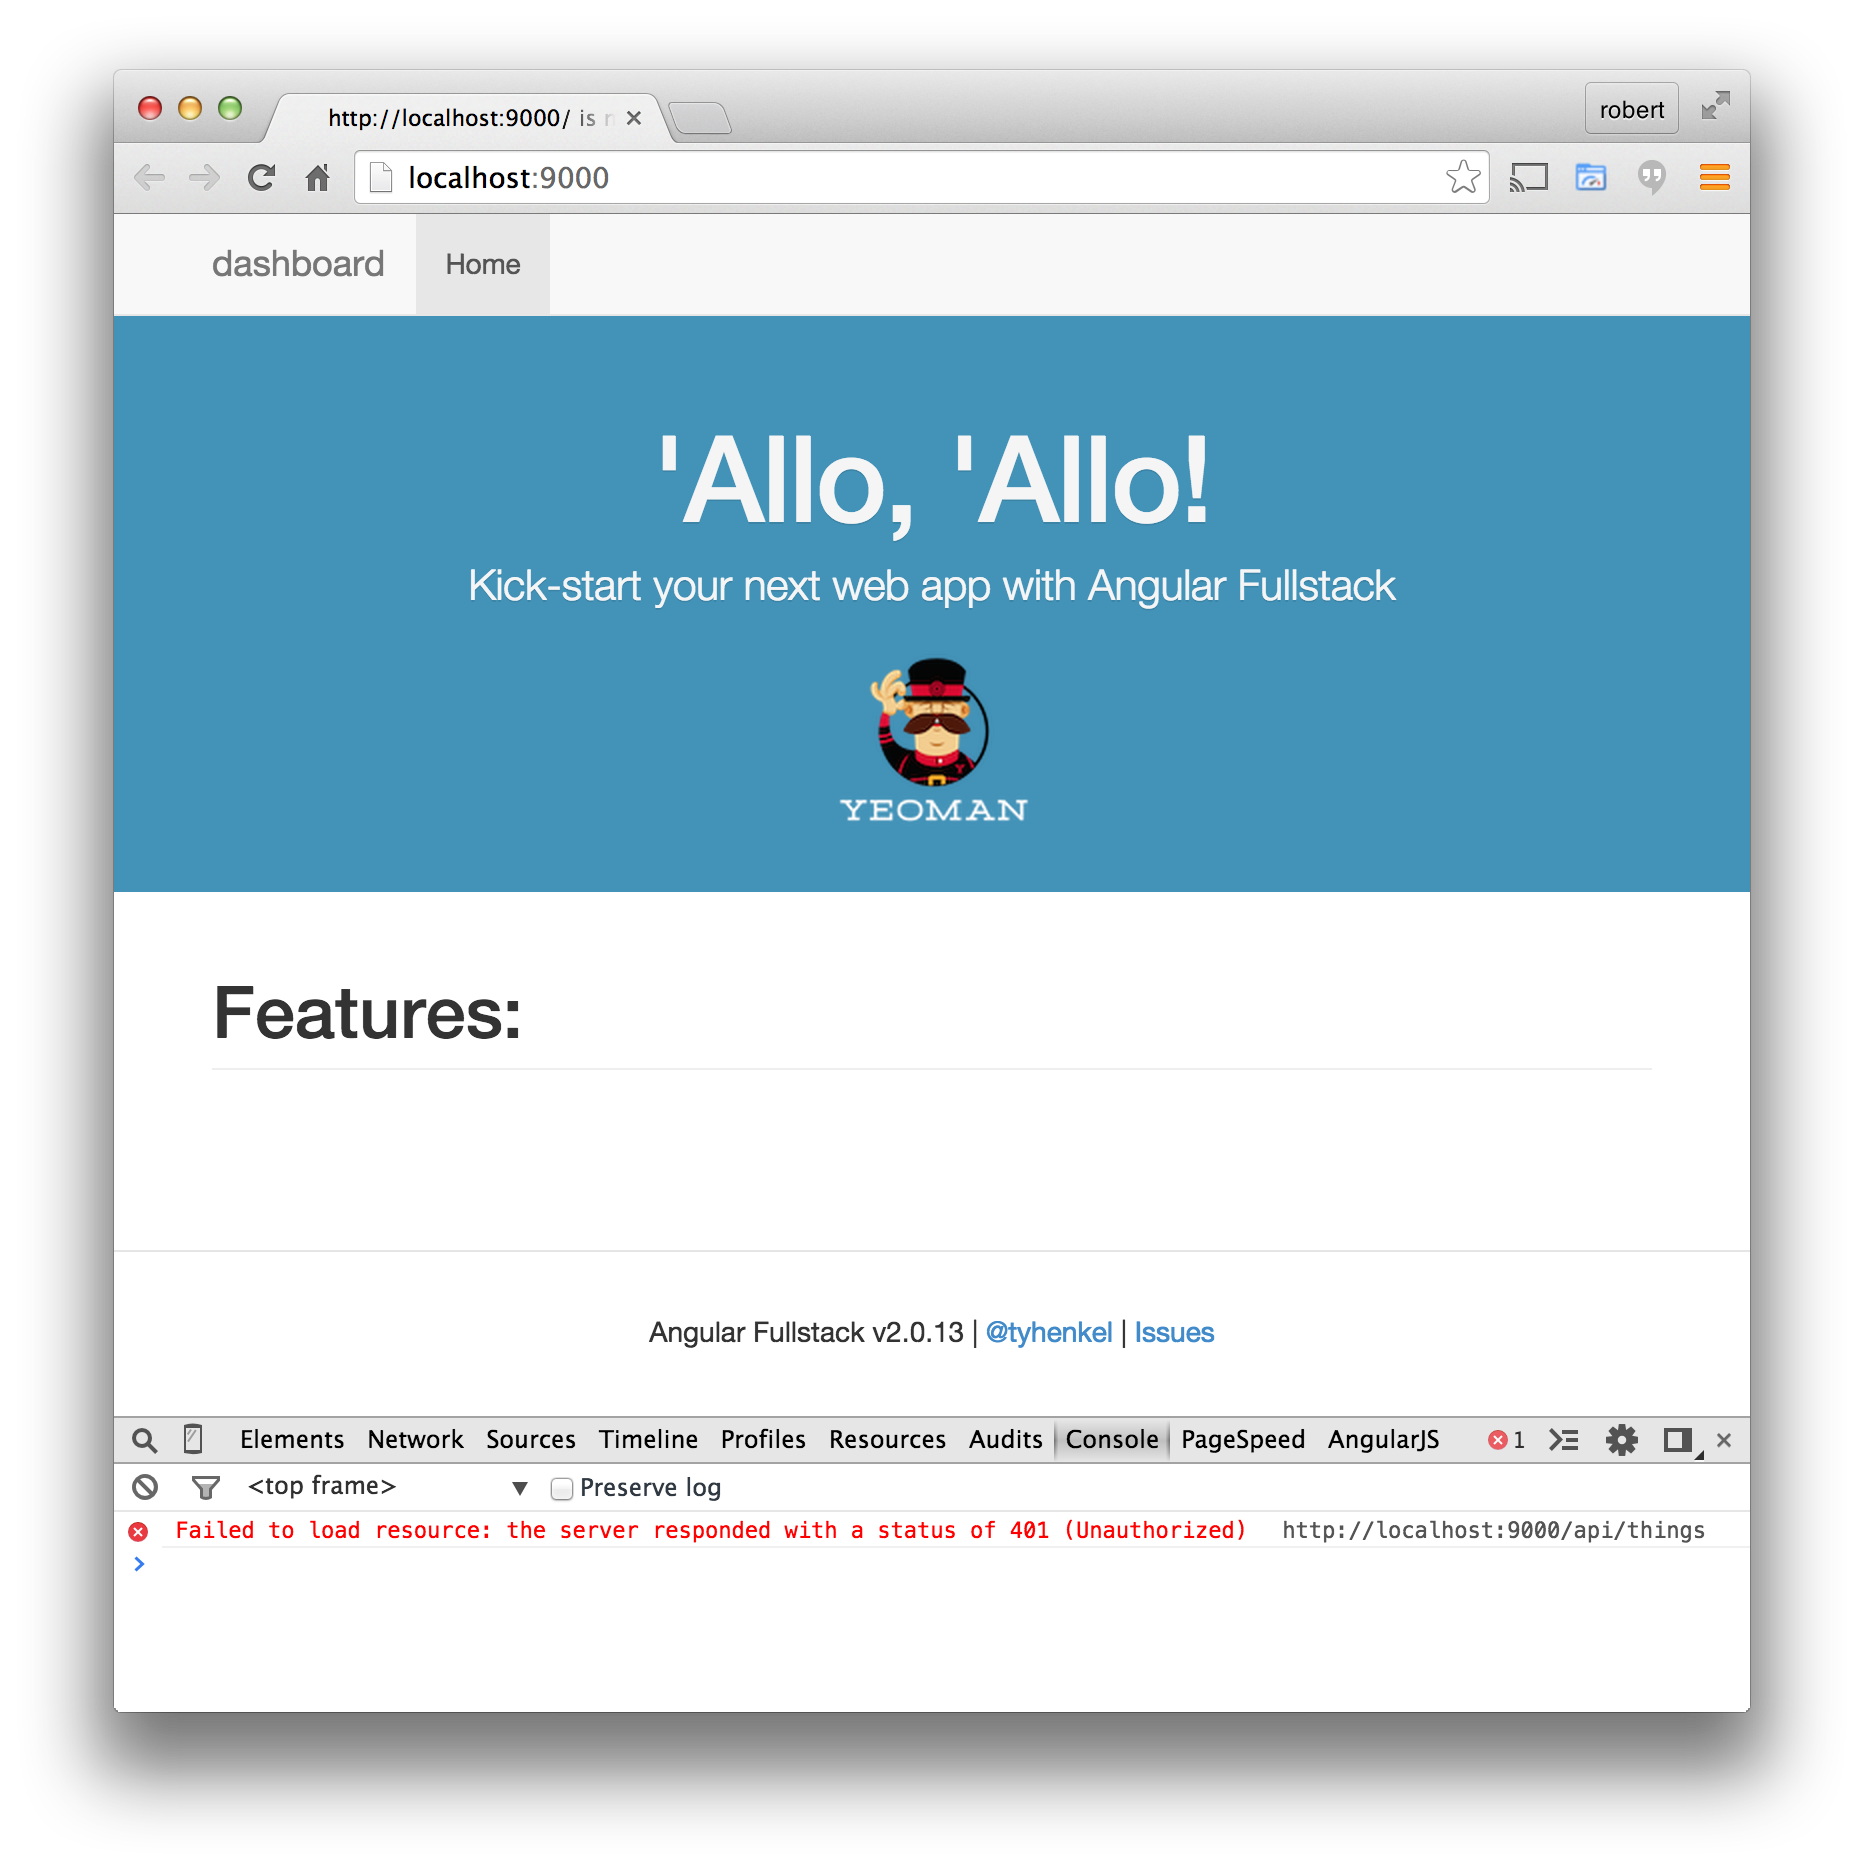 http://localhost:9000/ is
robert
localhost:9000
dashboard
Home
'Allo, 'Allo!
Kick-start your next web app with Angular Fullstack
YEOMAN
Features:
Angular Fullstack v2.0.13 | @tyhenkel | Issues
Elements Network Sources Timeline Profiles Resources Audits Console PageSpeed AngularJS 1
<top frame> Preserve log
Failed to load resource: the server responded with a status of 401 (Unauthorized) http://localhost:9000/api/things